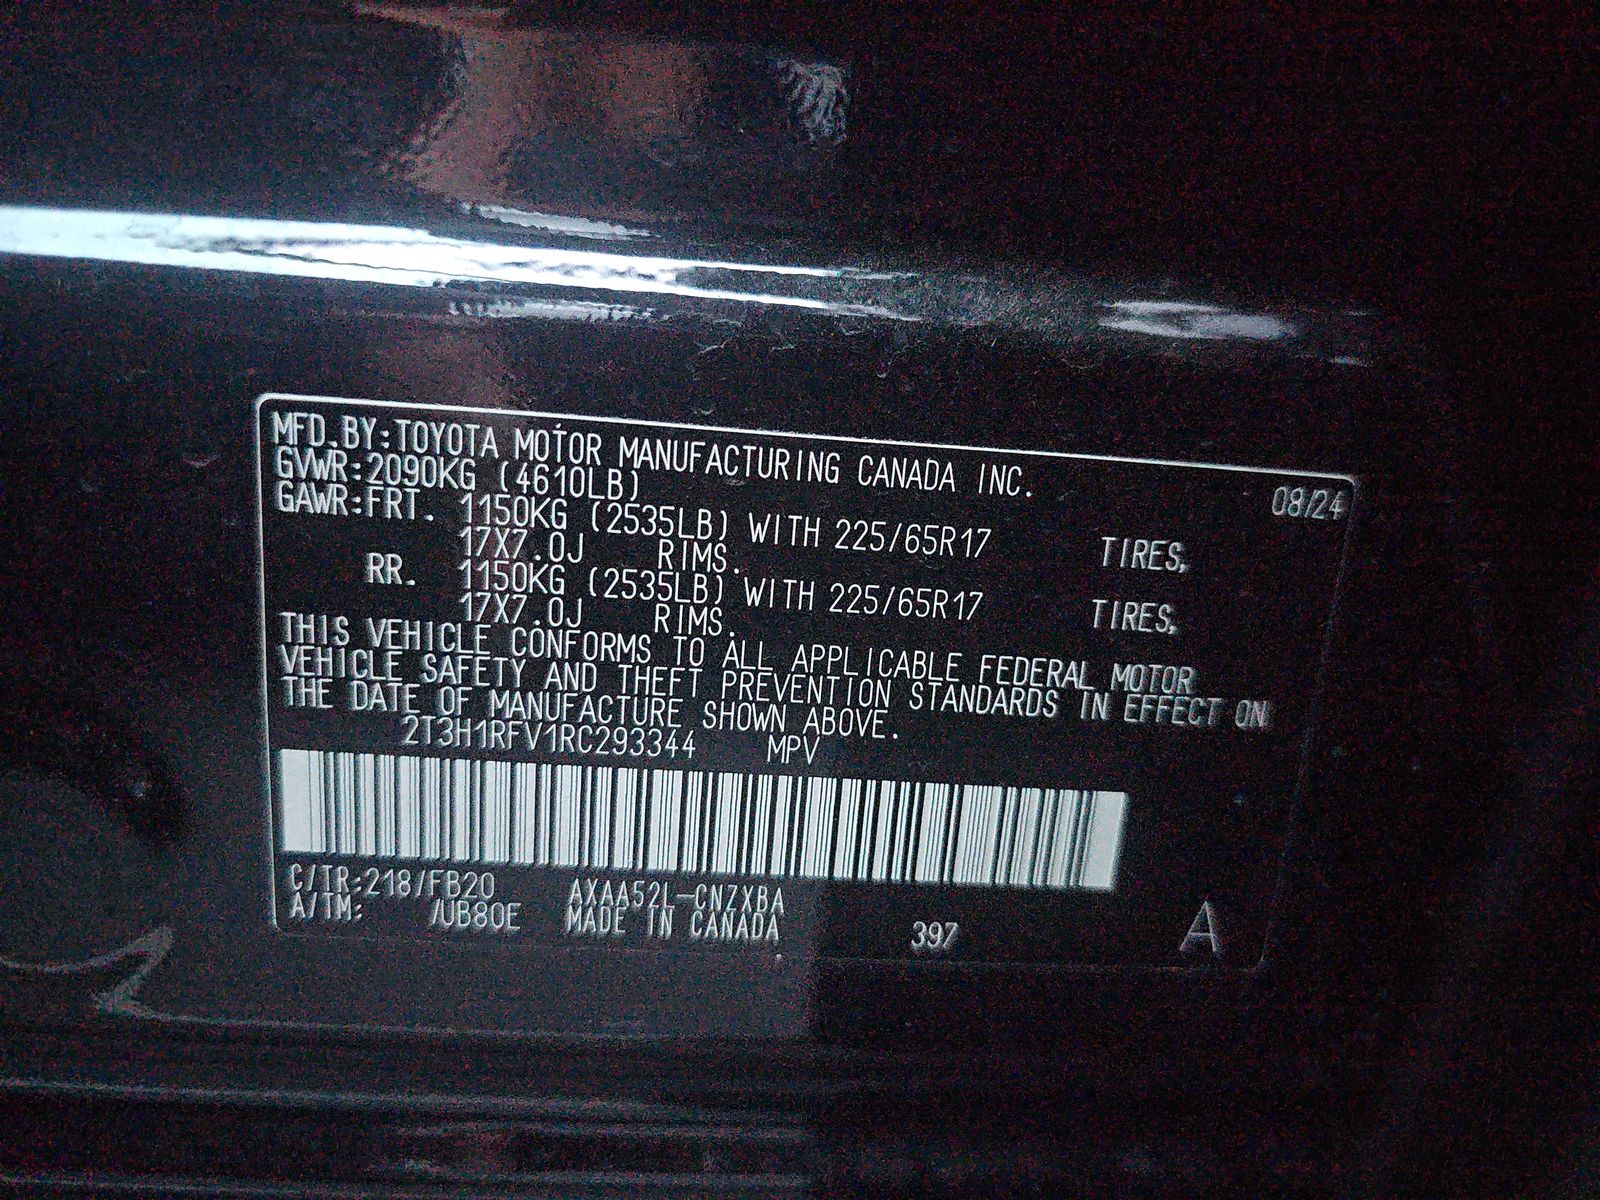 MFD.BY:TOYOTA MOTOR MANUFACTURING CANADA INC.
GVWR:2090KG (4610LB) 08/24
GAWR:FRT. 1150KG (2535LB) WITH 225/65R17 TIRES,
17X7.0J RIMS.
RR. 1150KG (2535LB) WITH 225/65R17 TIRES,
17X7.0J RIMS.
THIS VEHICLE CONFORMS TO ALL APPLICABLE FEDERAL MOTOR
VEHICLE SAFETY AND THEFT PREVENTION STANDARDS IN EFFECT ON
THE DATE OF MANUFACTURE SHOWN ABOVE.
2T3H1RFV1RC293344 MPV
C/TR:218/FB20 AXAA52L-CNZXBA
A/TM: /UB80E MADE IN CANADA 397 A